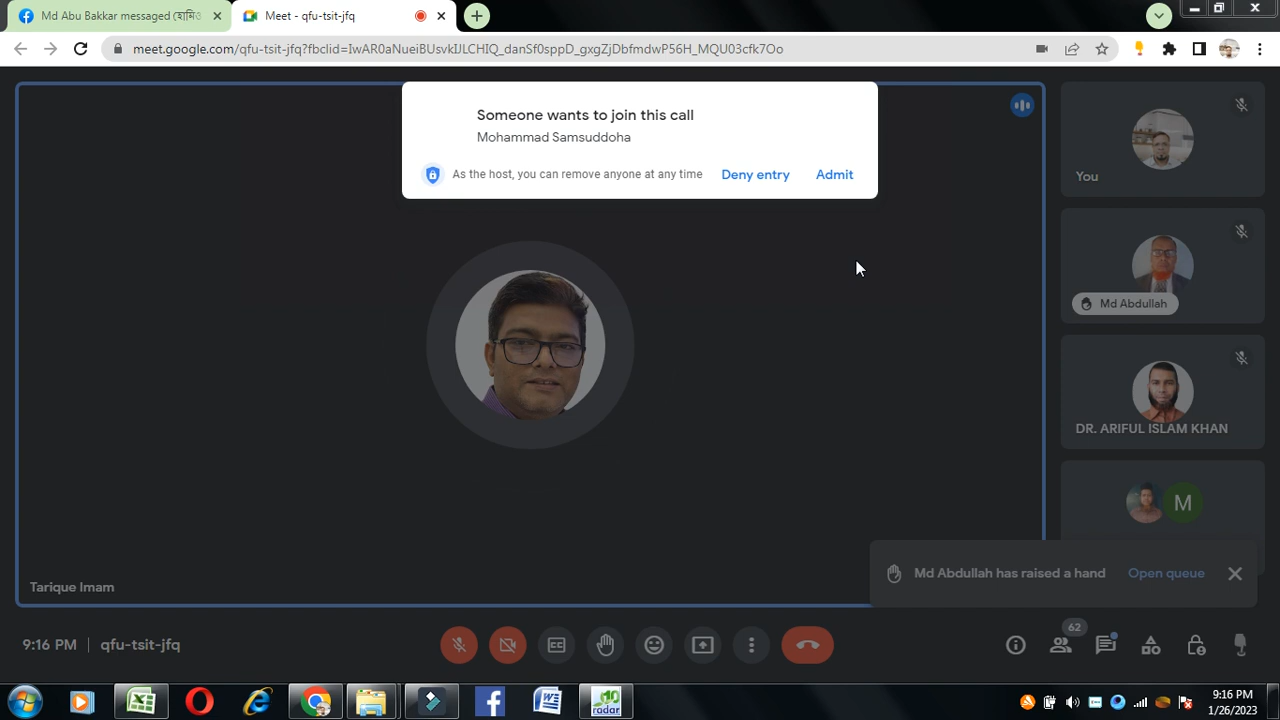 Md Abu Bakkar messaged (হোমিও
Meet - qfu-tsit-jfq
meet.google.com/qfu-tsit-jfq?fbclid=IwAR0aNueiBUsvkIJLCHIQ_danSf0sppD_gxgZjDbfmdwP56H_MQU03cfk7Oo
Someone wants to join this call
Mohammad Samsuddoha
As the host, you can remove anyone at any time
Deny entry
Admit
You
Md Abdullah
DR. ARIFUL ISLAM KHAN
M
Md Abdullah has raised a hand
Open queue
Tarique Imam
62
9:16 PM | qfu-tsit-jfq
10
radar
9:16 PM
1/26/2023